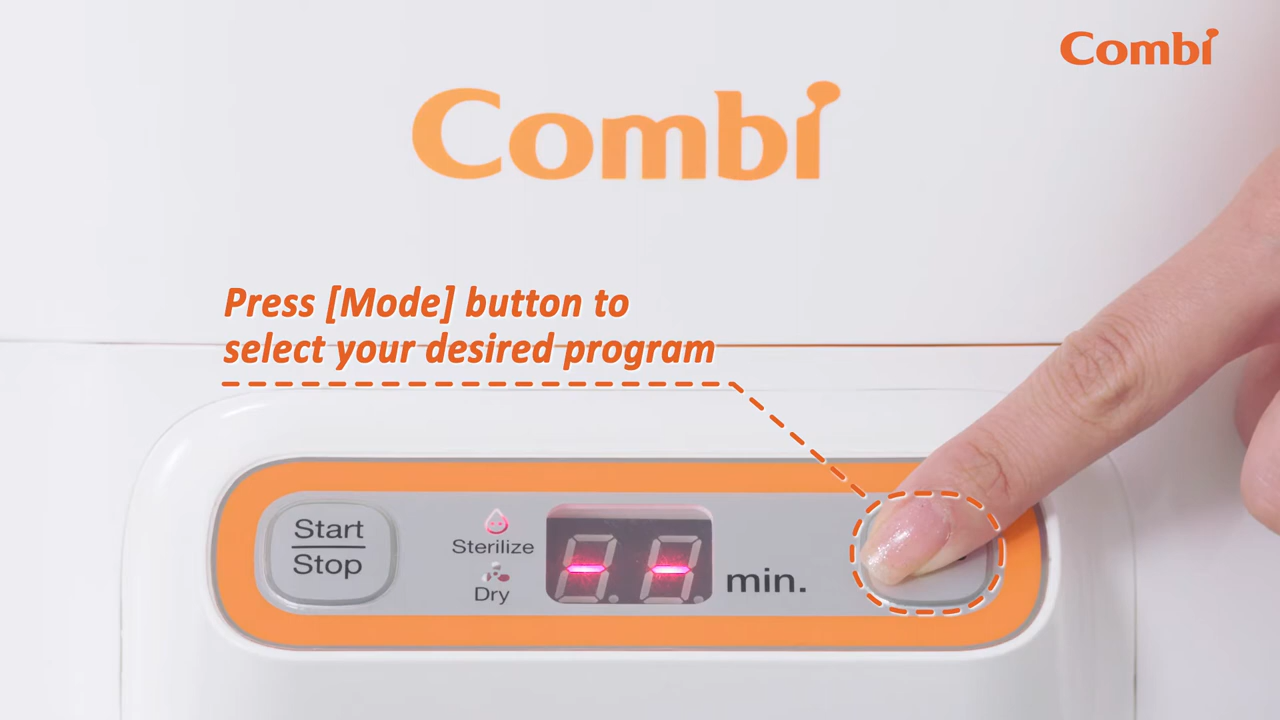 Combi
Combi
Press [Mode] button to
select your desired program
Start
Stop
Sterilize
Dry
--
min.